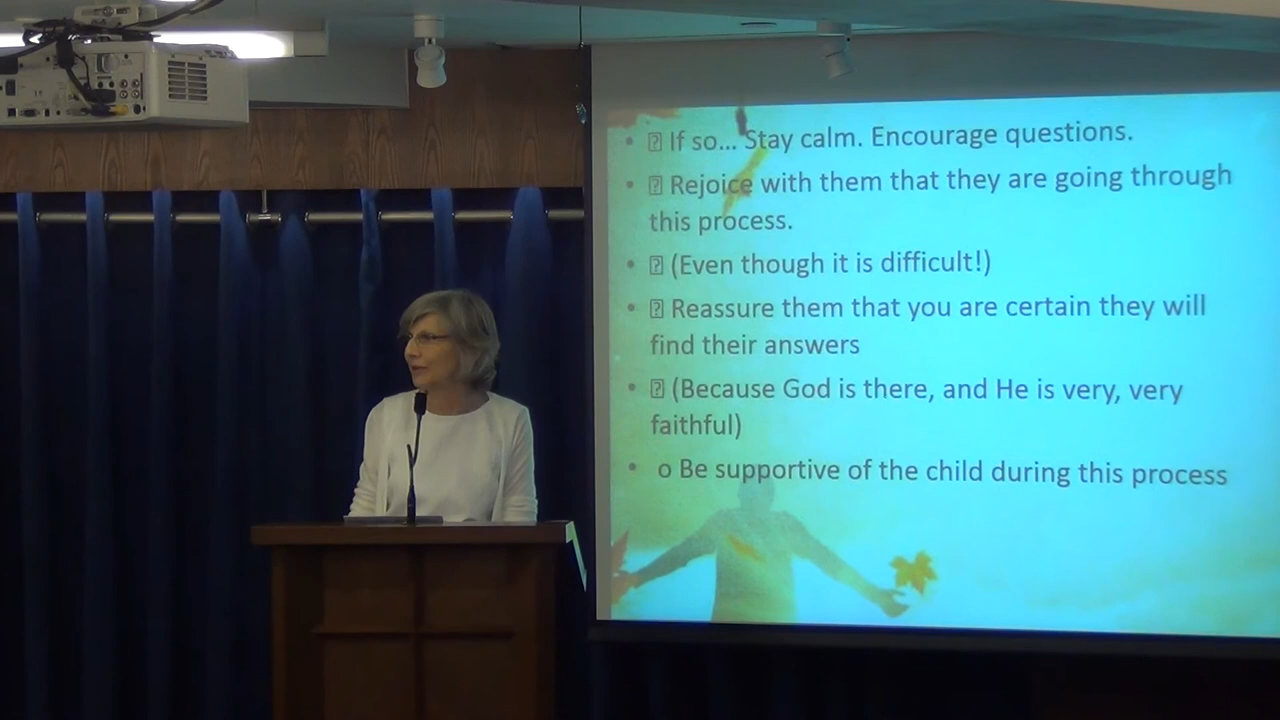 • ⍰ If so... Stay calm. Encourage questions.
• ⍰ Rejoice with them that they are going through
this process.
• ⍰ (Even though it is difficult!)
• ⍰ Reassure them that you are certain they will
find their answers
• ⍰ (Because God is there, and He is very, very
faithful)
• o Be supportive of the child during this process